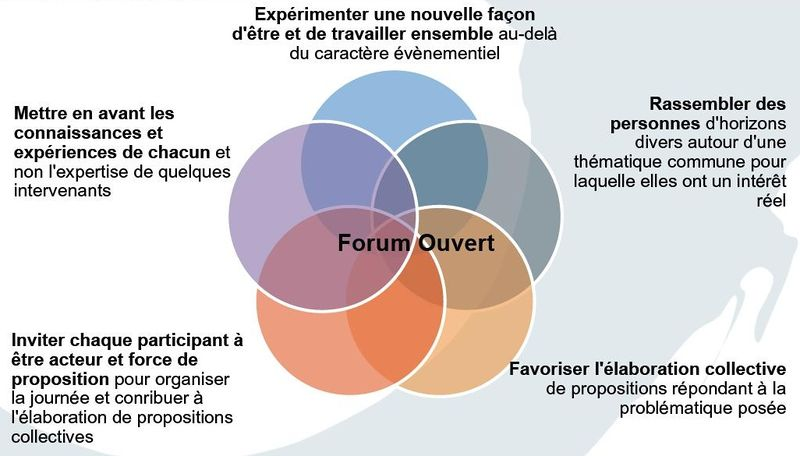 Expérimenter une nouvelle façon
d'être et de travailler ensemble au-delà
du caractère évènementiel
Mettre en avant les
connaissances et
expériences de chacun et
non l'expertise de quelques
intervenants
Rassembler des
personnes d'horizons
divers autour d'une
thématique commune pour
laquelle elles ont un intérêt
réel
Forum Ouvert
Inviter chaque participant à
être acteur et force de
proposition pour organiser
la journée et conribuer à
l'élaboration de propositions
collectives
Favoriser l'élaboration collective
de propositions répondant à la
problématique posée